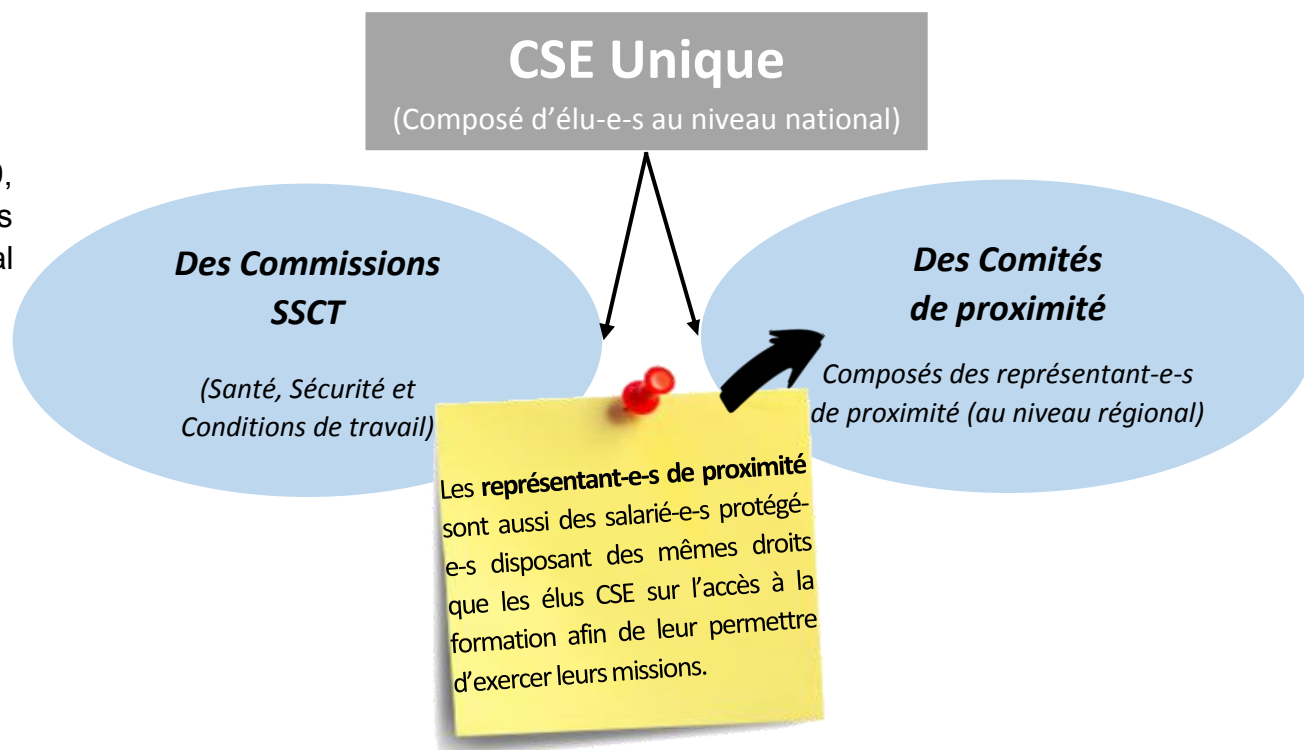 CSE Unique
(Composé d'élu-e-s au niveau national)
,
s
al
Des Commissions
SSCT
(Santé, Sécurité et
Conditions de travail)
Des Comités
de proximité
Composés des représentant-e-s
de proximité (au niveau régional)
Les représentant-e-s de proximité
sont aussi des salarié-e-s protégé-
e-s disposant des mêmes droits
que les élus CSE sur l'accès à la
formation afin de leur permettre
d'exercer leurs missions.